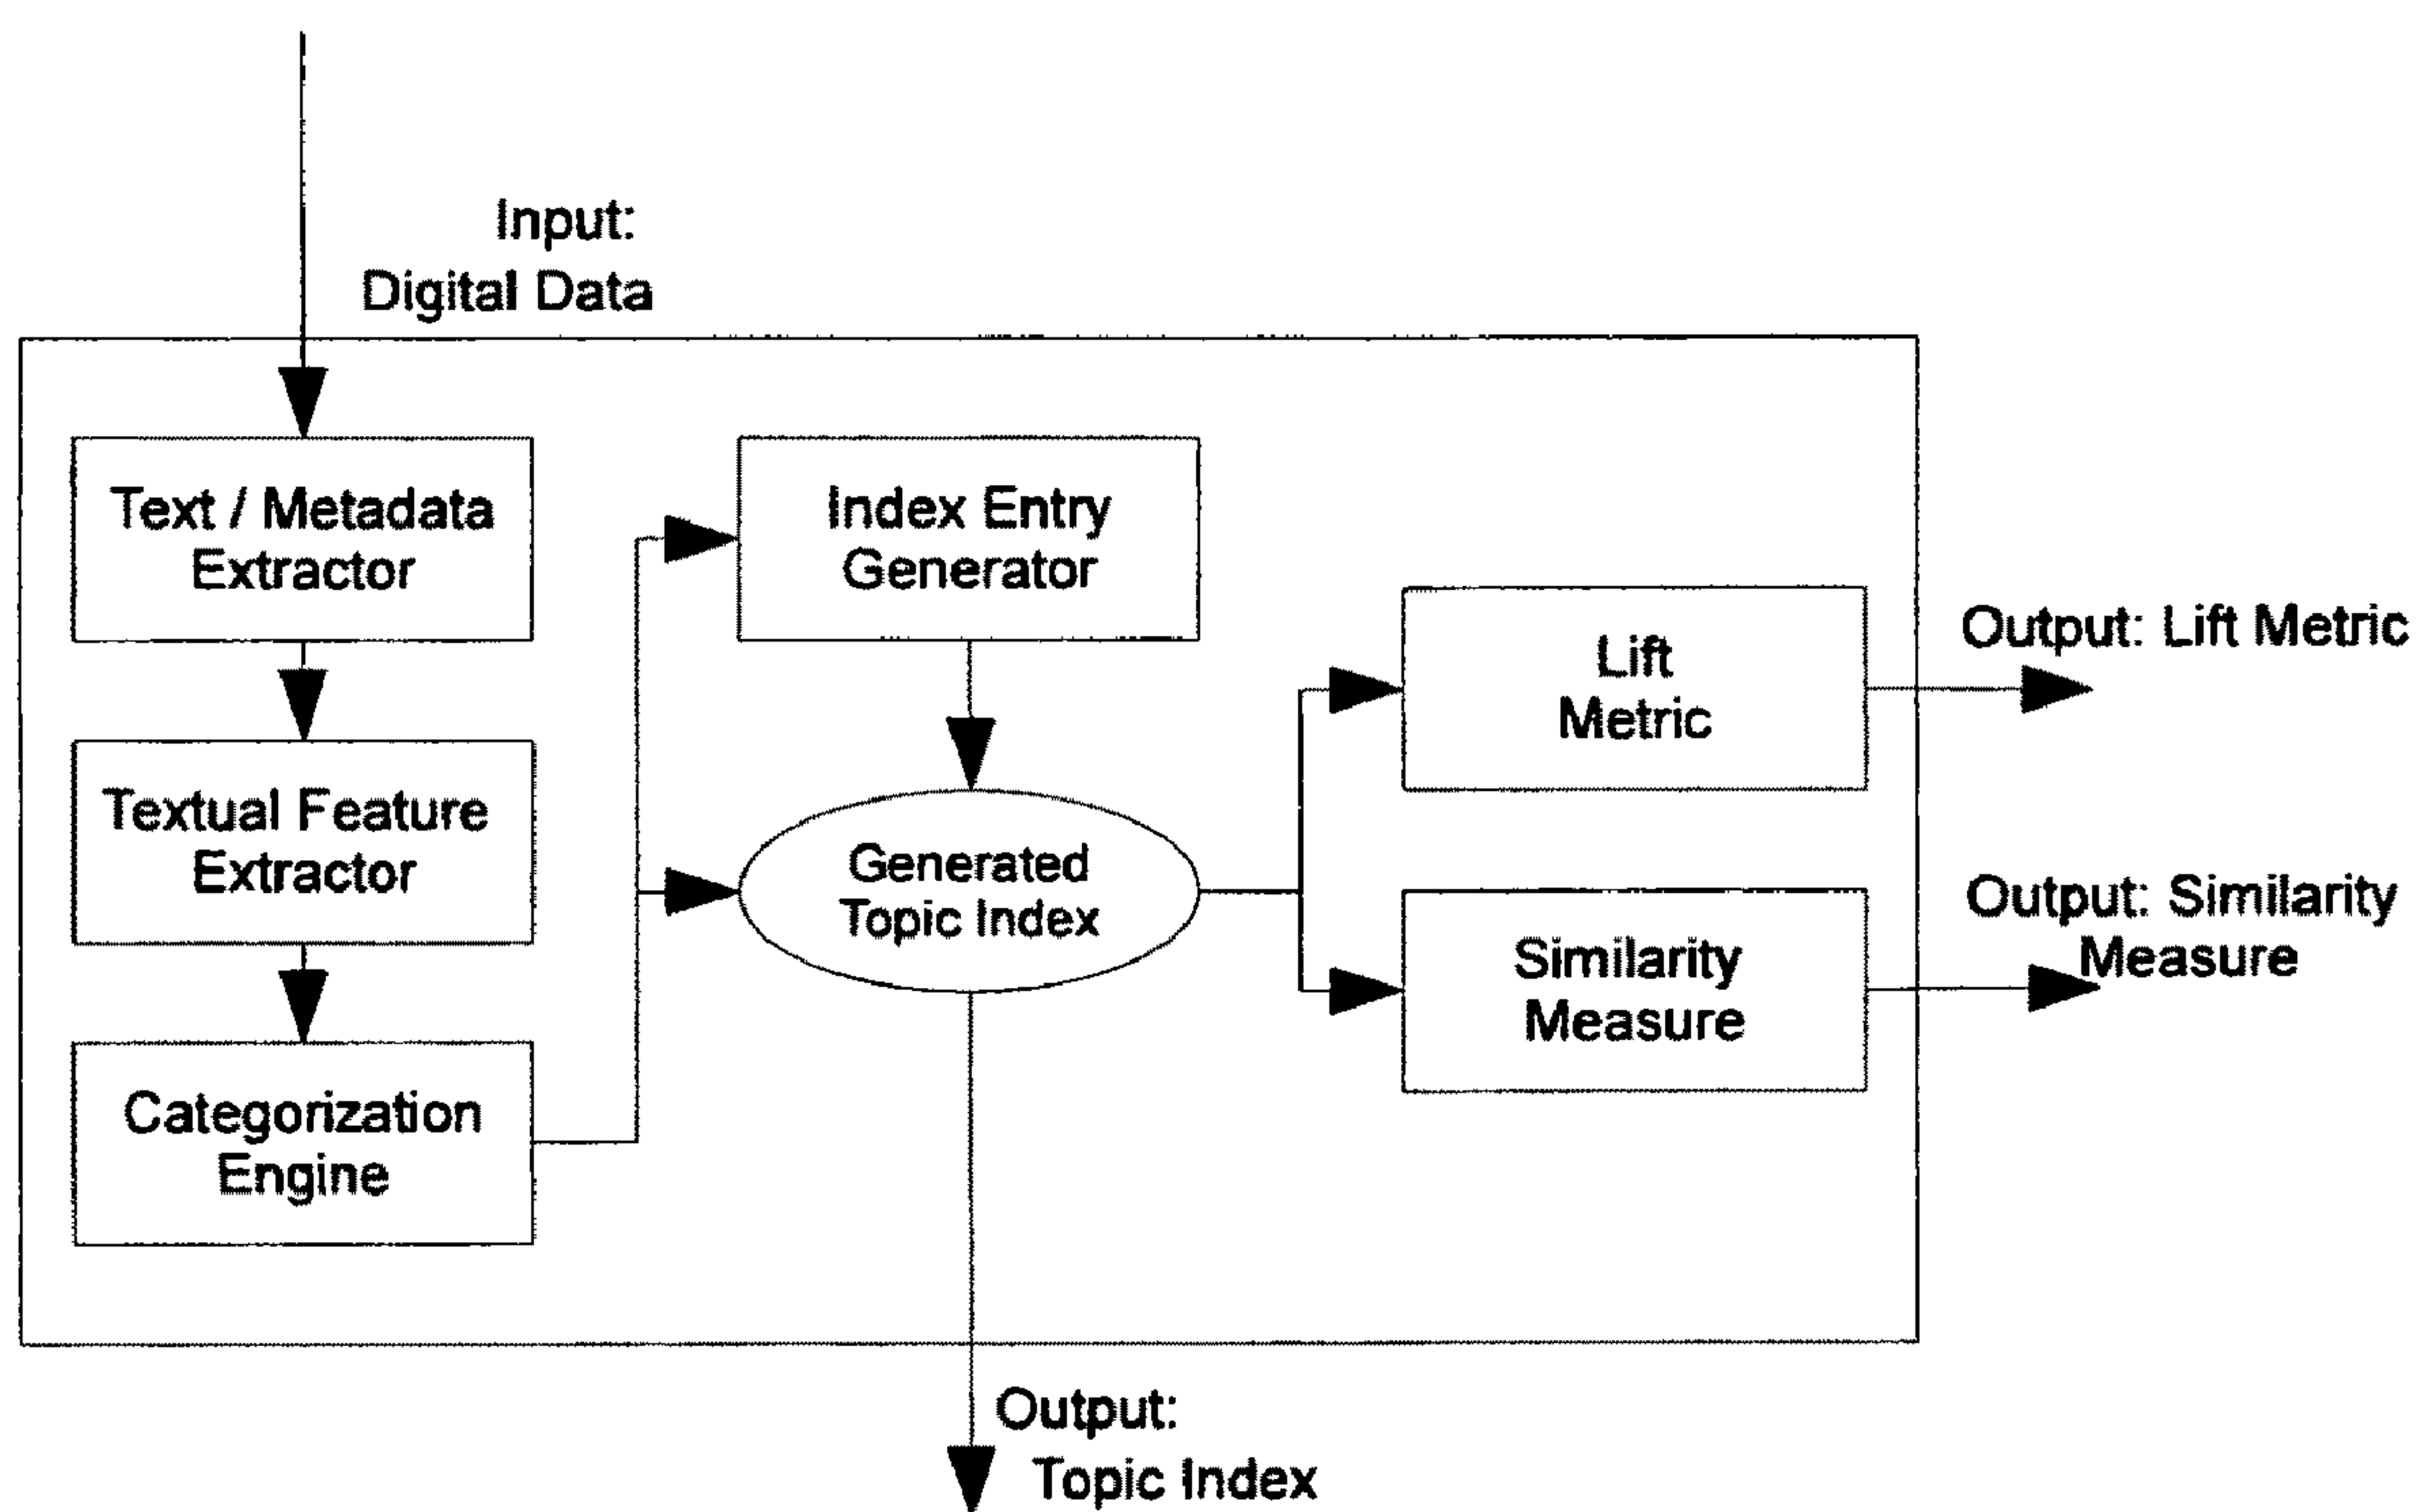 Input:
Digital Data
Text / Metadata
Extractor
Index Entry
Generator
Lift
Metric
Output: Lift Metric
Textual Feature
Extractor
Generated
Topic Index
Output: Similarity
Measure
Similarity
Measure
Categorization
Engine
Output:
Topic Index